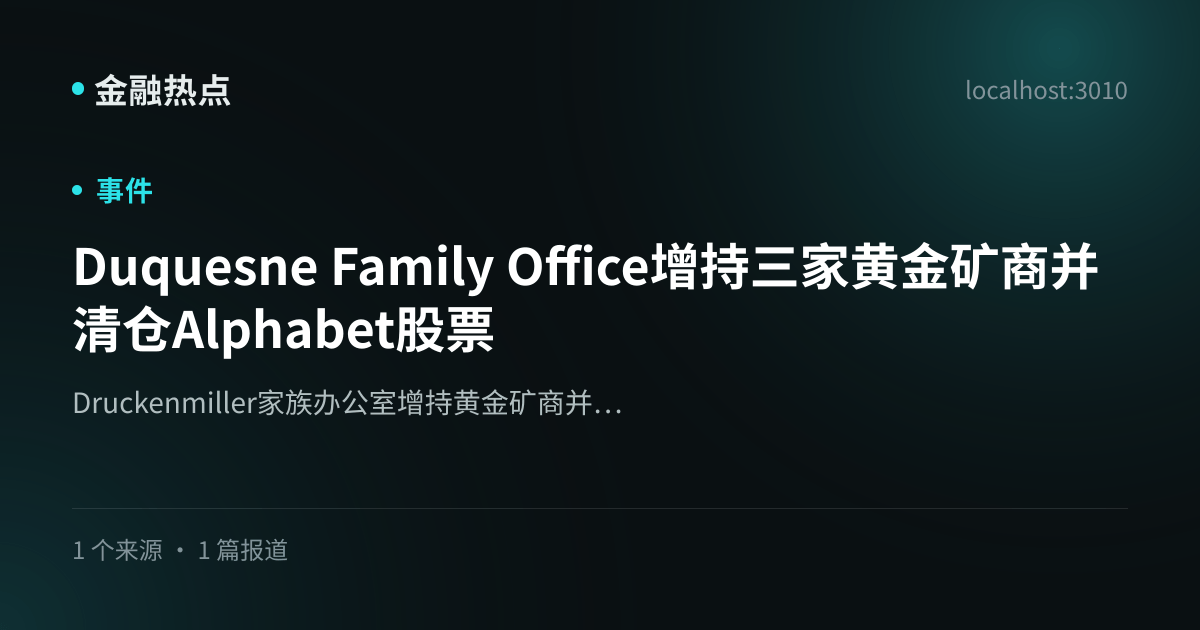 金融热点
localhost:3010
事件
Duquesne Family Office增持三家黄金矿商并
清仓Alphabet股票
Druckenmiller家族办公室增持黄金矿商并…
1 个来源 · 1 篇报道